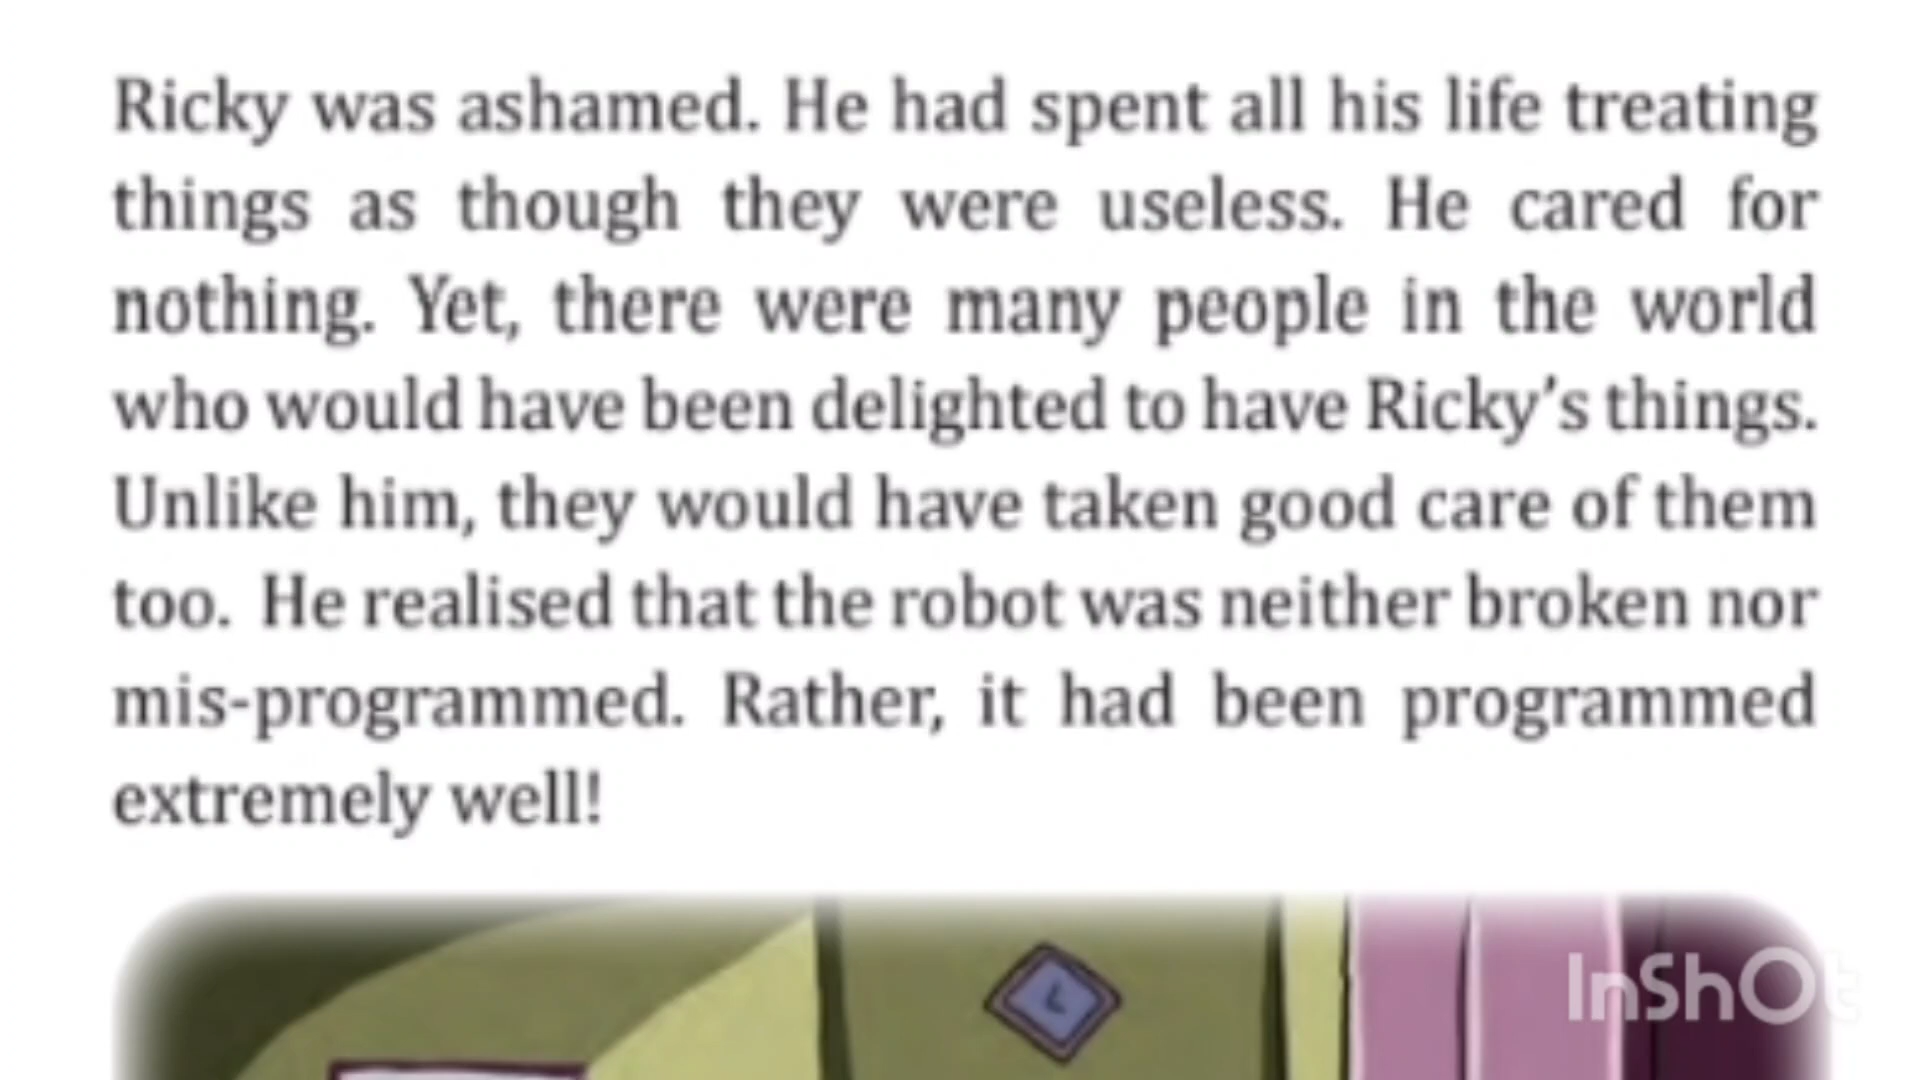 Ricky was ashamed. He had spent all his life treating
things as though they were useless. He cared for
nothing. Yet, there were many people in the world
who would have been delighted to have Ricky’s things.
Unlike him, they would have taken good care of them
too. He realised that the robot was neither broken nor
mis-programmed. Rather, it had been programmed
extremely well!
InShOt